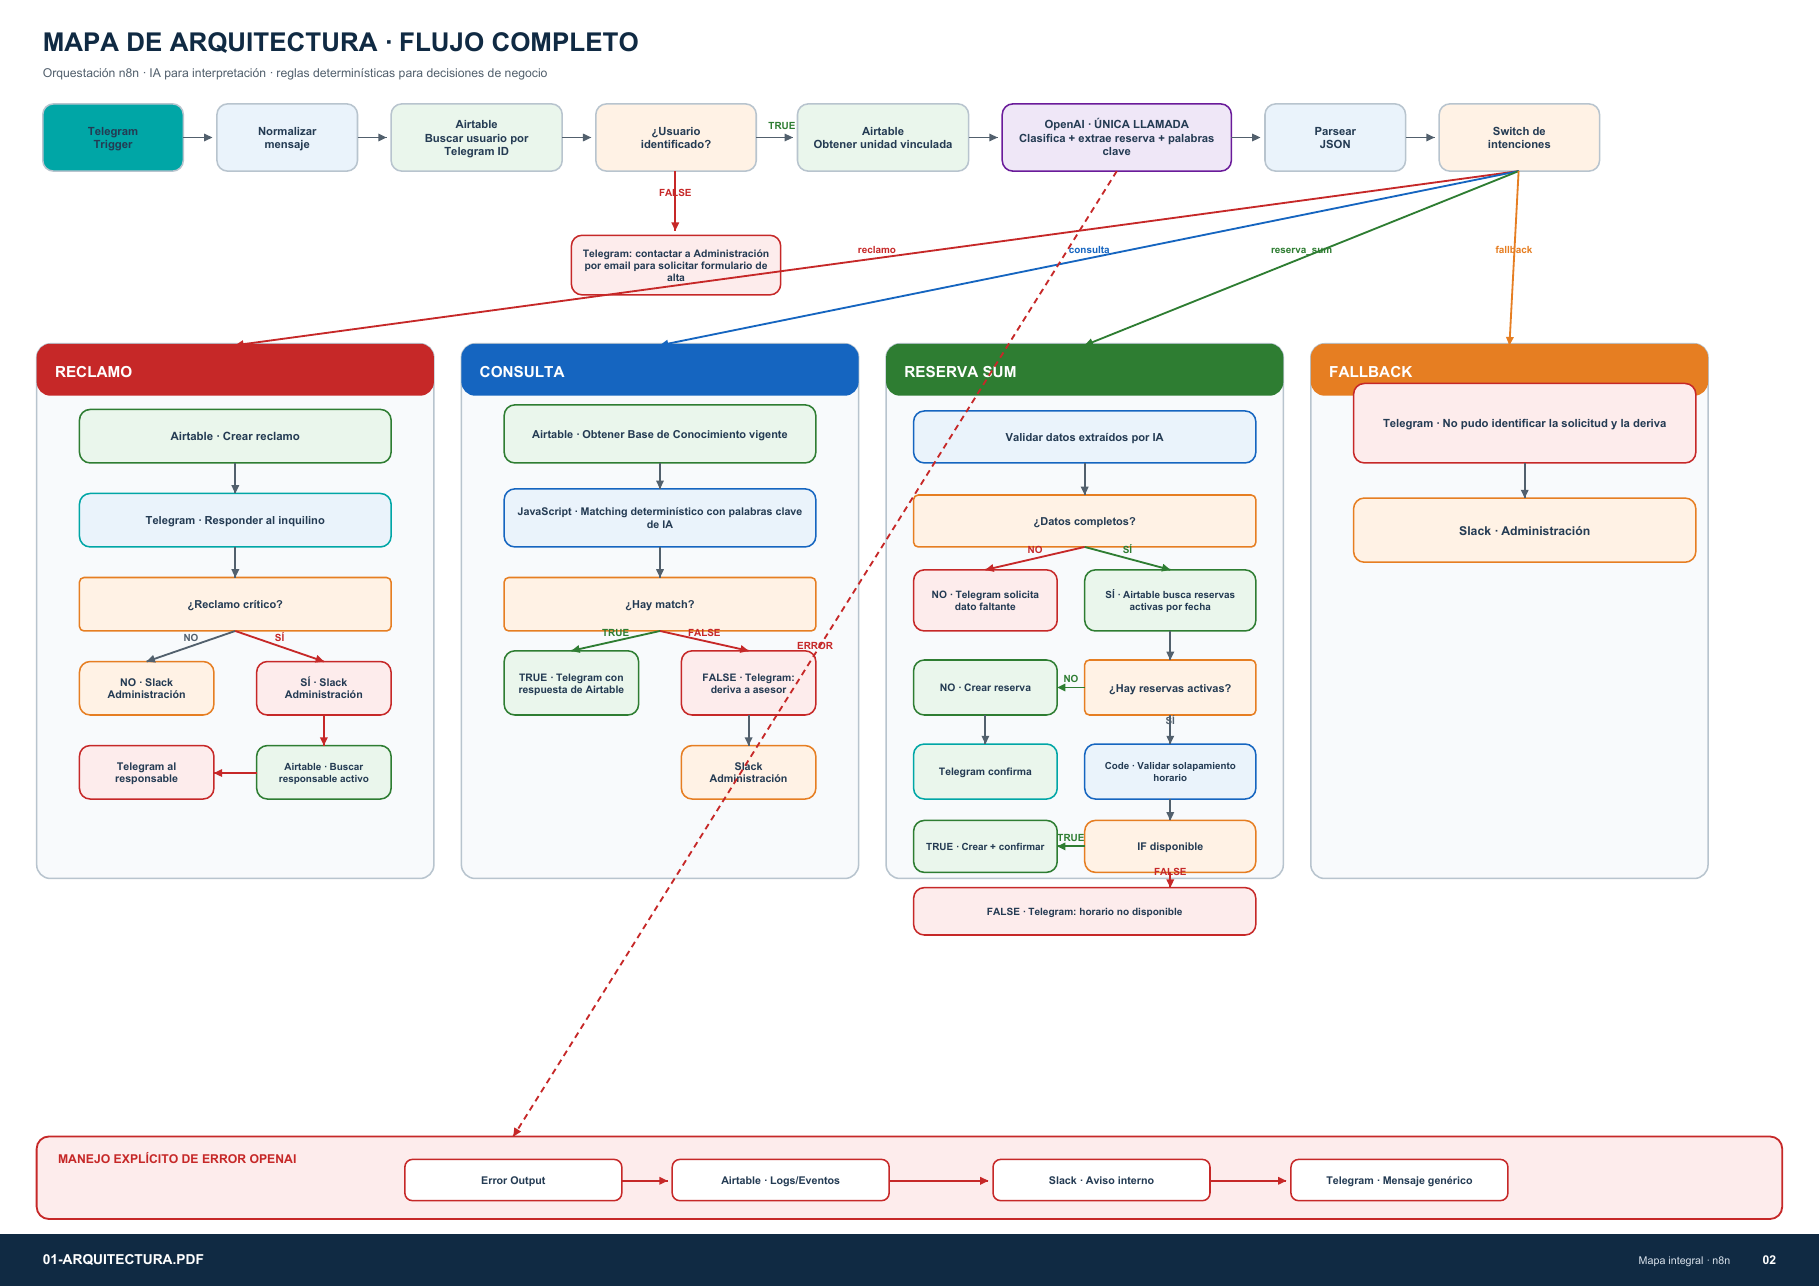 MAPA DE ARQUITECTURA · FLUJO COMPLETO
Orquestación n8n · IA para interpretación · reglas determinísticas para decisiones de negocio
Telegram
Trigger
Normalizar
mensaje
Airtable
Buscar usuario por
Telegram ID
¿Usuario
identificado?
TRUE
Airtable
Obtener unidad vinculada
OpenAI · ÚNICA LLAMADA
Clasifica + extrae reserva + palabras
clave
Parsear
JSON
Switch de
intenciones
FALSE
Telegram: contactar a Administración
por email para solicitar formulario de
alta
reclamo
consulta
reserva_sum
fallback
RECLAMO
Airtable · Crear reclamo
Telegram · Responder al inquilino
¿Reclamo crítico?
NO
SÍ
NO · Slack
Administración
SÍ · Slack
Administración
Telegram al
responsable
Airtable · Buscar
responsable activo
CONSULTA
Airtable · Obtener Base de Conocimiento vigente
JavaScript · Matching determinístico con palabras clave
de IA
¿Hay match?
TRUE
FALSE
ERROR
TRUE · Telegram con
respuesta de Airtable
FALSE · Telegram:
deriva a asesor
Slack
Administración
RESERVA SUM
Validar datos extraídos por IA
¿Datos completos?
NO
SÍ
NO · Telegram solicita
dato faltante
SÍ · Airtable busca reservas
activas por fecha
NO · Crear reserva
NO
¿Hay reservas activas?
SÍ
Telegram confirma
Code · Validar solapamiento
horario
TRUE · Crear + confirmar
TRUE
IF disponible
FALSE
FALSE · Telegram: horario no disponible
FALLBACK
Telegram · No pudo identificar la solicitud y la deriva
Slack · Administración
MANEJO EXPLÍCITO DE ERROR OPENAI
Error Output
Airtable · Logs/Eventos
Slack · Aviso interno
Telegram · Mensaje genérico
01-ARQUITECTURA.PDF
Mapa integral · n8n
02